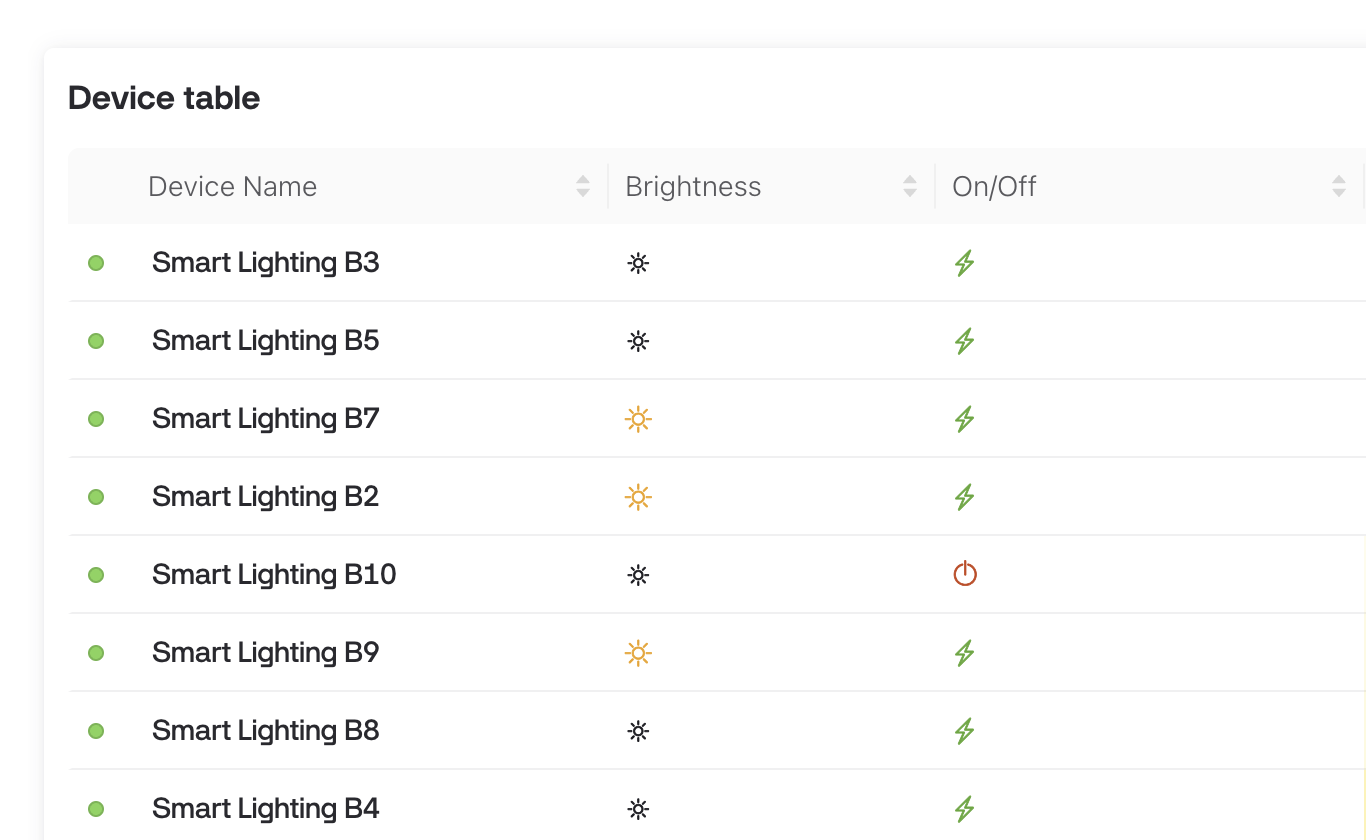 Device table
Device Name Brightness On/Off
Smart Lighting B3
Smart Lighting B5
Smart Lighting B7
Smart Lighting B2
Smart Lighting B10
Smart Lighting B9
Smart Lighting B8
Smart Lighting B4